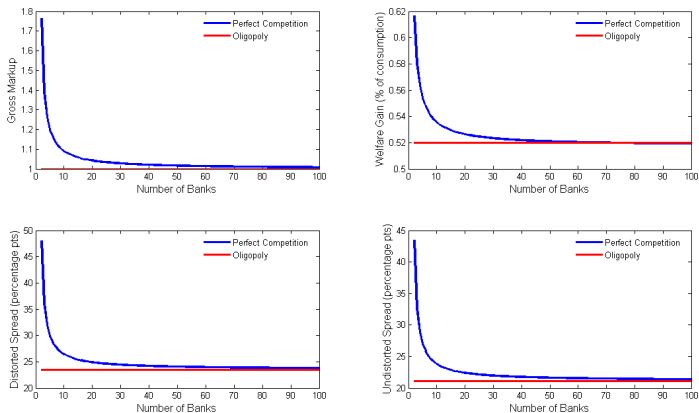 1.8
1.7
1.6
1.5
1.4
1.3
1.2
1.1
1
Gross Markup
Perfect Competition
Oligopoly
0 10 20 30 40 50 60 70 80 90 100
Number of Banks
0.62
0.6
0.58
0.56
0.54
0.52
0.5
Welfare Gain (% of consumption)
Perfect Competition
Oligopoly
0 10 20 30 40 50 60 70 80 90 100
Number of Banks
50
45
40
35
30
25
20
Distorted Spread (percentage pts)
Perfect Competition
Oligopoly
0 10 20 30 40 50 60 70 80 90 100
Number of Banks
45
40
35
30
25
20
Undistorted Spread (percentage pts)
Perfect Competition
Oligopoly
0 10 20 30 40 50 60 70 80 90 100
Number of Banks